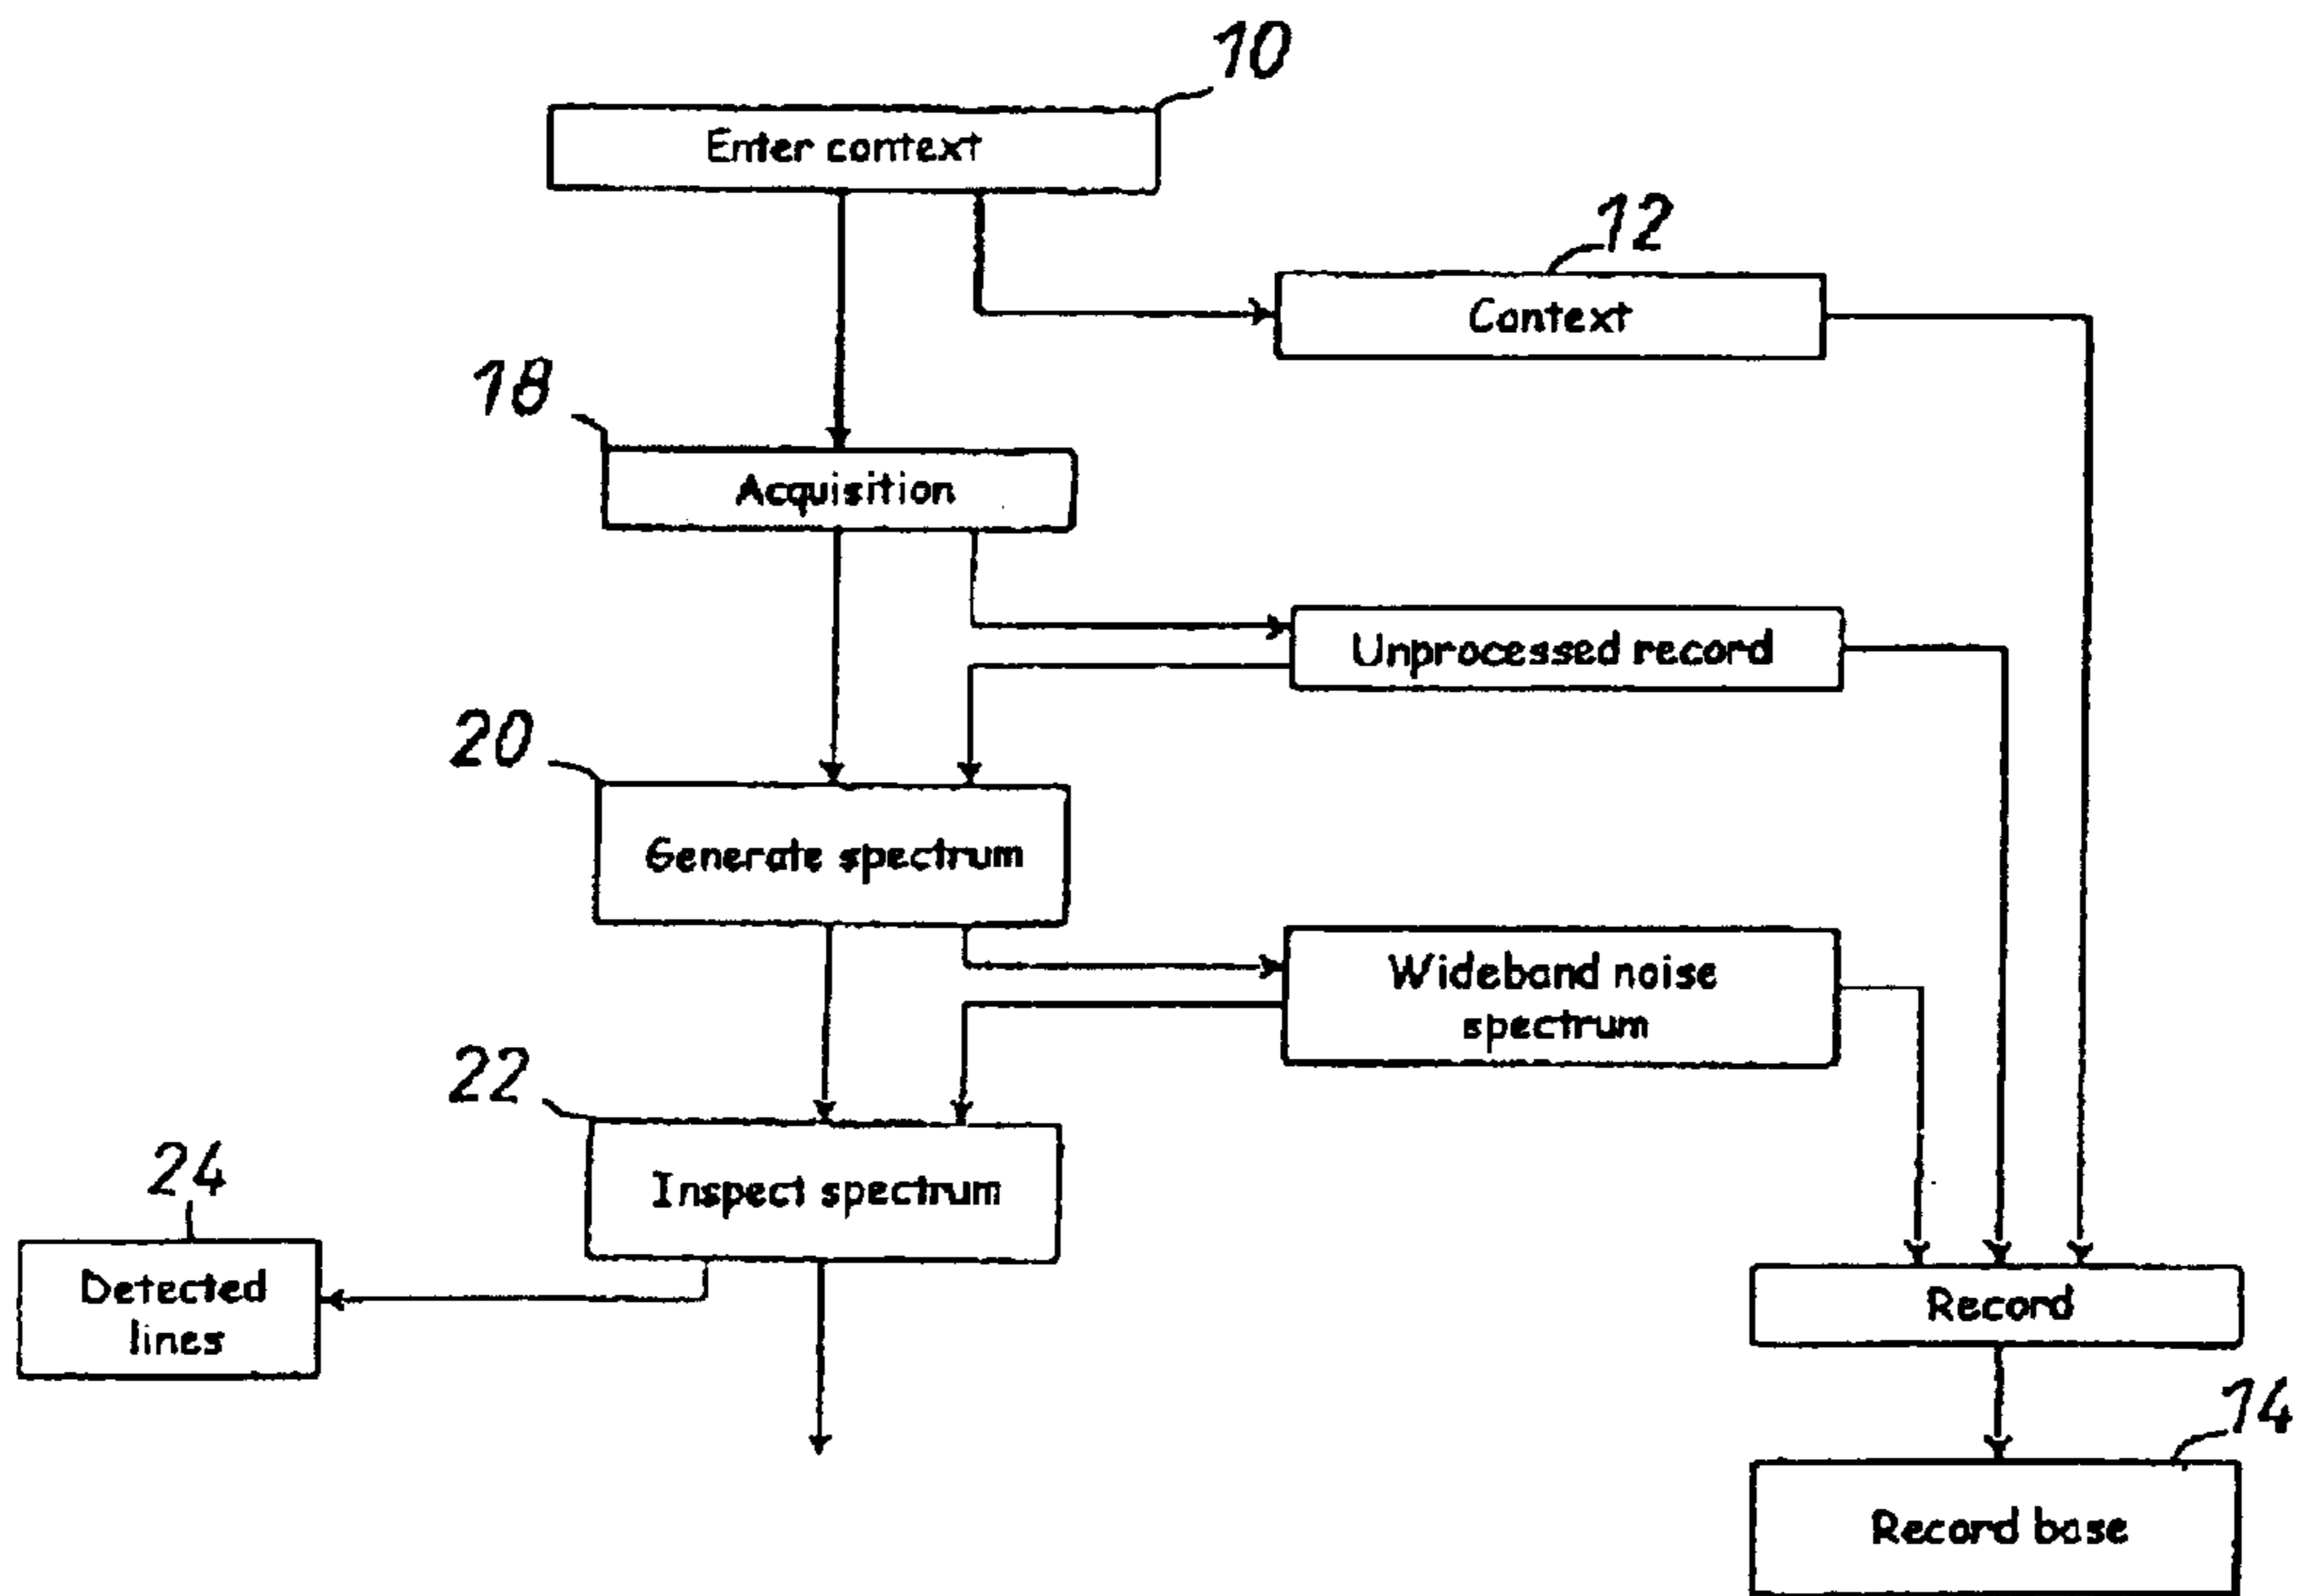 10
Enter context
12
Context
18
Acquisition
Unprocessed record
20
Generate spectrum
Wideband noise
spectrum
22
Inspect spectrum
24
Detected
lines
Record
14
Record base